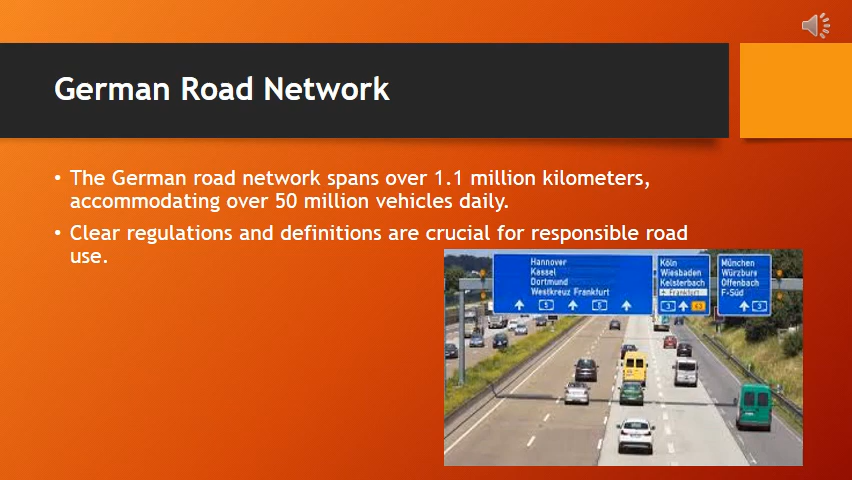 German Road Network
• The German road network spans over 1.1 million kilometers,
accommodating over 50 million vehicles daily.
• Clear regulations and definitions are crucial for responsible road
use.
Hannover
Kassel
Dortmund
Westkreuz Frankfurt
5
5
Köln
Wiesbaden
Kelsterbach
Frankfurt
3
43
München
Würzburg
Offenbach
F-Süd
3